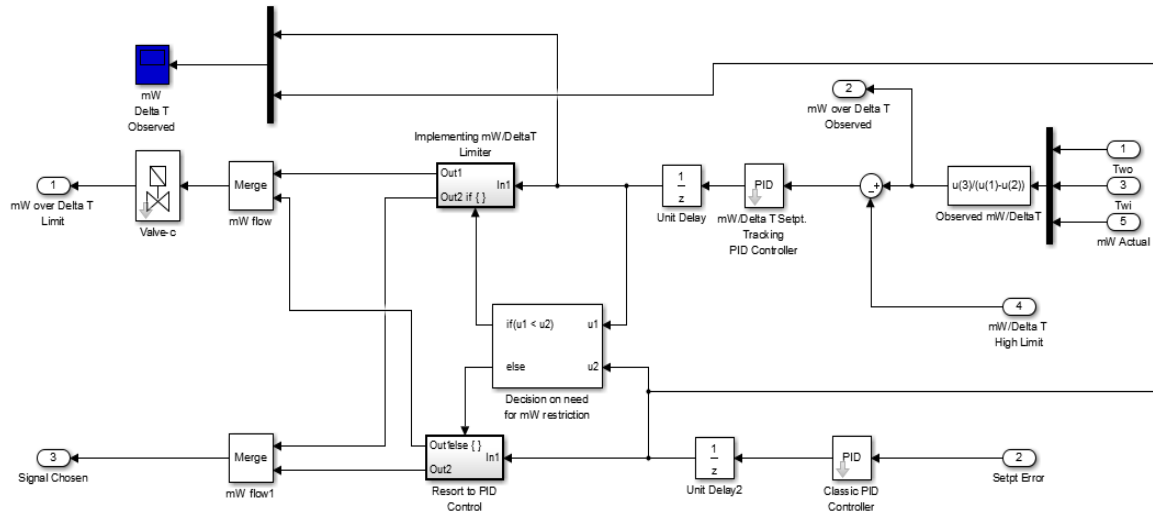 mW
Delta T
Observed
2
mW over Delta T
Observed
Implementing mW/DeltaT
Limiter
1
mW over Delta T
Limit
Valve-c
Merge
mW flow
Out1
Out2 if { }
In1
1
z
Unit Delay
PID
mW/Delta T Setpt.
Tracking
PID Controller
_+
u(3)/(u(1)-u(2))
Observed mW/DeltaT
1
Two
3
Twi
5
mW Actual
4
mW/Delta T
High Limit
if(u1 < u2)
u1
else
u2
Decision on need
for mW restriction
3
Signal Chosen
Merge
mW flow1
Out1else { }
Out2
In1
Resort to PID
Control
1
z
Unit Delay2
PID
Classic PID
Controller
2
Setpt Error